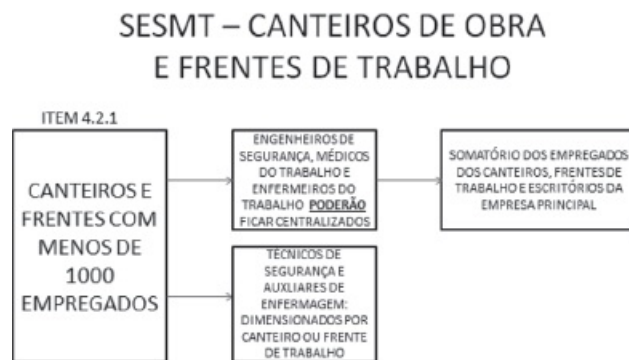 SESMT – CANTEIROS DE OBRA
E FRENTES DE TRABALHO
ITEM 4.2.1
CANTEIROS E
FRENTES COM
MENOS DE
1000
EMPREGADOS
ENGENHEIROS DE
SEGURANÇA, MÉDICOS
DO TRABALHO E
ENFERMEIROS DO
TRABALHO PODERÃO
FICAR CENTRALIZADOS
SOMATÓRIO DOS EMPREGADOS
DOS CANTEIROS, FRENTES DE
TRABALHO E ESCRITÓRIOS DA
EMPRESA PRINCIPAL
TÉCNICOS DE
SEGURANÇA E
AUXLIARES DE
ENFERMAGEM:
DIMENSIONADOS POR
CANTEIRO OU FRENTE
DE TRABALHO